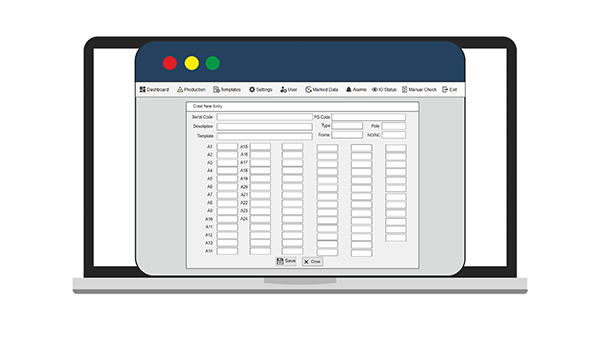 Dashboard Production Templates Settings User Marked Data Alarms IO Status Manual Check Exit
Creat New Entry
Serial Code FG Code
Description Type Pole
Template Frame NO/NC
A1 A15
A2 A16
A3 A17
A4 A18
A5 A19
A6 A20
A7 A21
A8 A22
A9 A23
A10 A24
A11
A12
A13
A14
Save Close